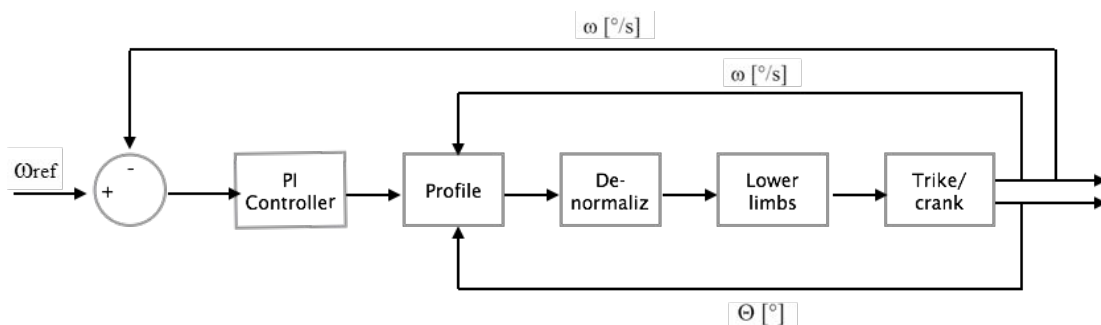 ω [°/s]
ω [°/s]
ωref
-
+
PI
Controller
Profile
De-
normaliz
Lower
limbs
Trike/
crank
Θ [°]